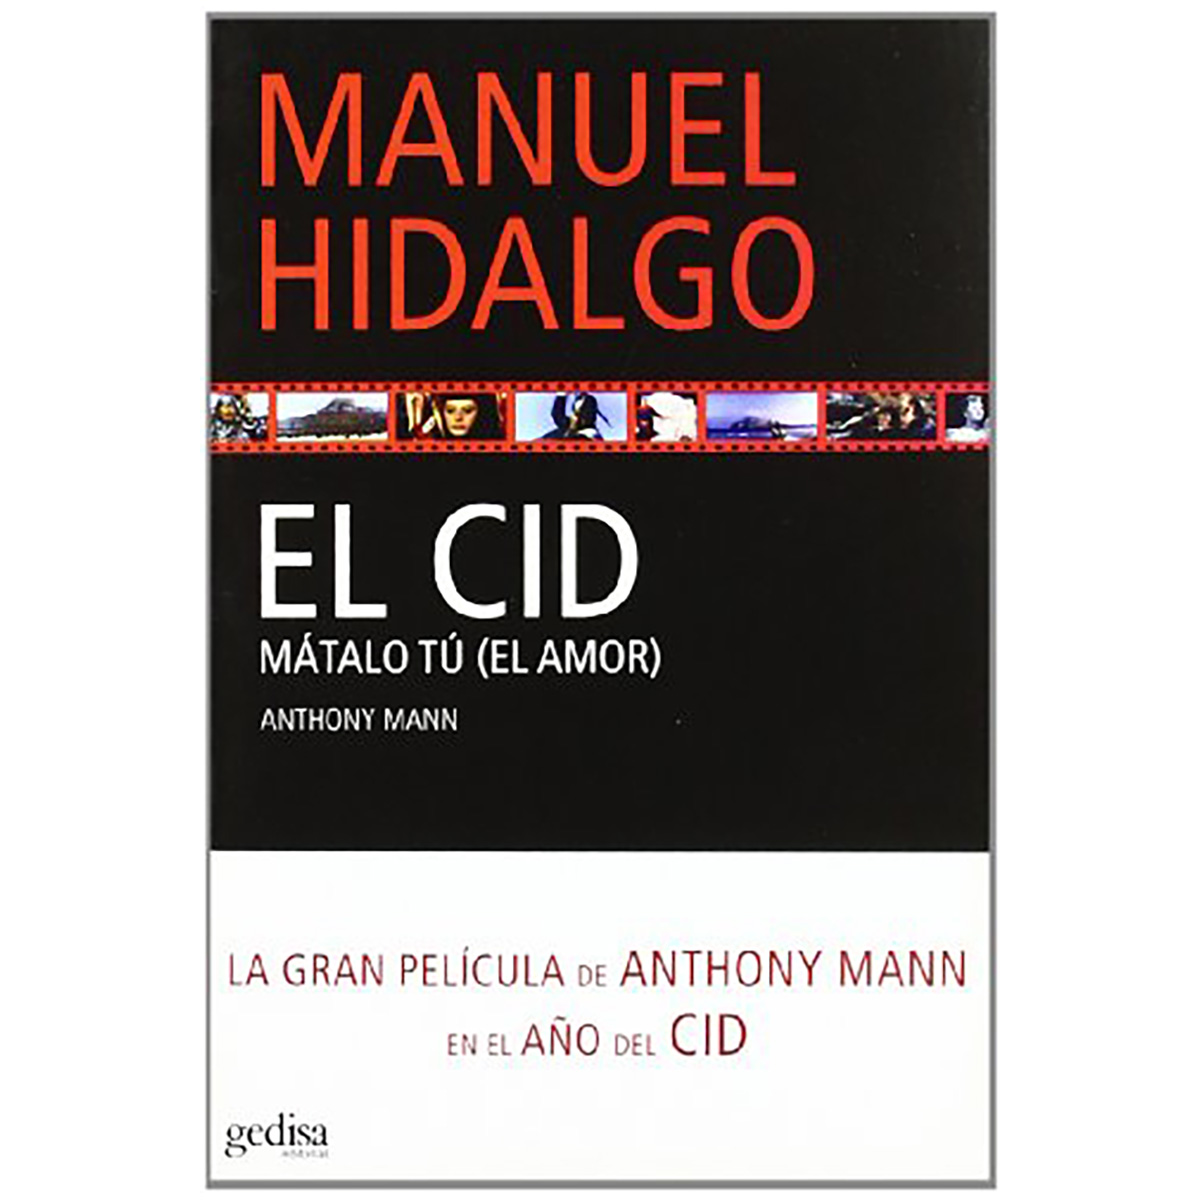 MANUEL
HIDALGO
EL CID
MÁTALO TÚ (EL AMOR)
ANTHONY MANN
LA GRAN PELÍCULA DE ANTHONY MANN
EN EL AÑO DEL CID
gedisa
editorial